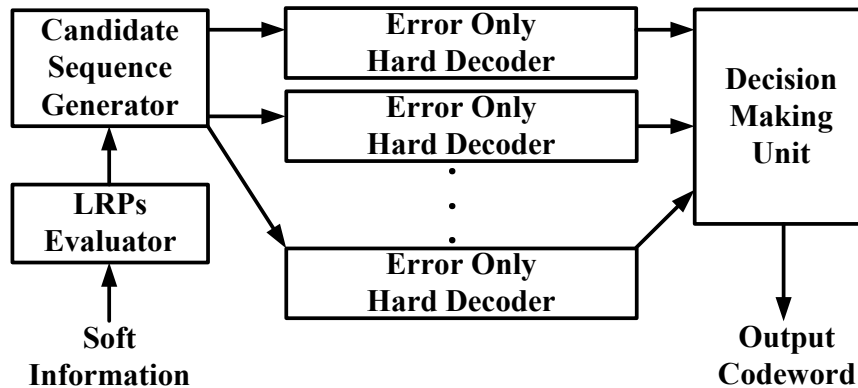 Candidate
Sequence
Generator
Error Only
Hard Decoder
Error Only
Hard Decoder
Error Only
Hard Decoder
Decision
Making
Unit
LRPs
Evaluator
Soft
Information
Output
Codeword